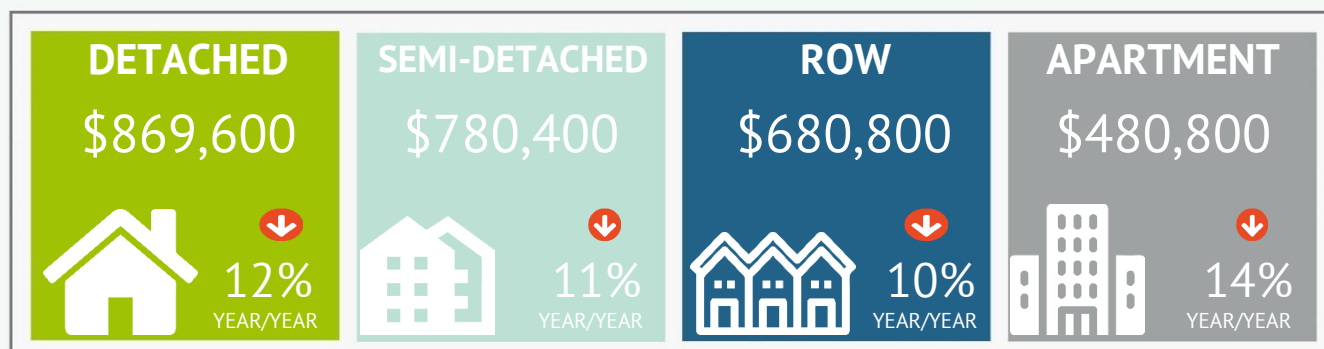 DETACHED
$869,600
12%
YEAR/YEAR
SEMI-DETACHED
$780,400
11%
YEAR/YEAR
ROW
$680,800
10%
YEAR/YEAR
APARTMENT
$480,800
14%
YEAR/YEAR